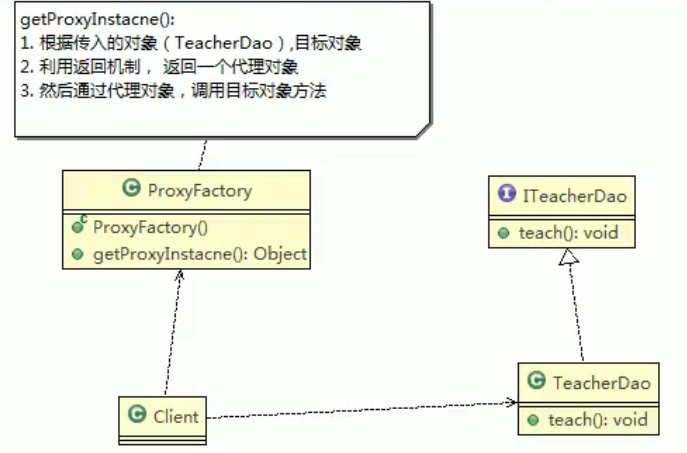 getProxyInstacne():
1. 根据传入的对象（TeacherDao）,目标对象
2. 利用返回机制， 返回一个代理对象
3. 然后通过代理对象，调用目标对象方法
C ProxyFactory
C ProxyFactory()
getProxyInstacne(): Object
I ITeacherDao
teach(): void
C Client
C TeacherDao
teach(): void